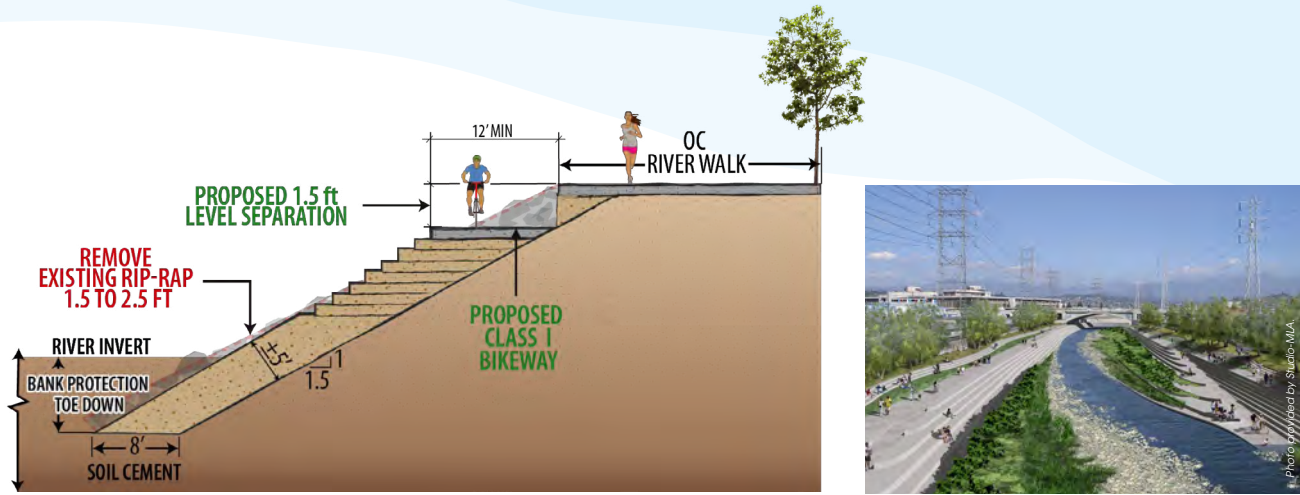 12' MIN
OC
RIVER WALK
PROPOSED 1.5 ft
LEVEL SEPARATION
REMOVE
EXISTING RIP-RAP
1.5 TO 2.5 FT
PROPOSED
CLASS I
BIKEWAY
RIVER INVERT
BANK PROTECTION
TOE DOWN
±5'
1
1.5
8'
SOIL CEMENT
Photo provided by Studio-MLA.